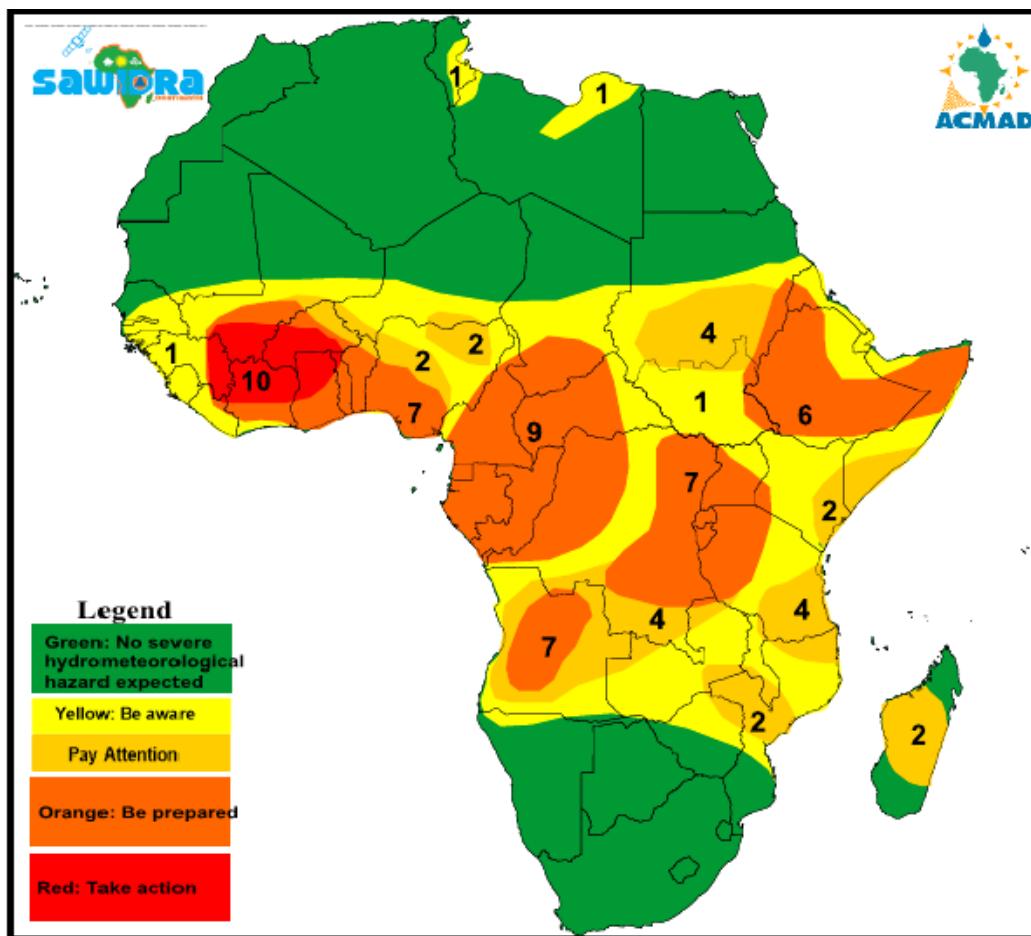 sawidra
ACMAD
1
1
4
1
2
2
10
1
7
9
6
7
2
4
4
7
2
2
Legend
Green: No severe
hydrometeorological
hazard expected
Yellow: Be aware
Pay Attention
Orange: Be prepared
Red: Take action